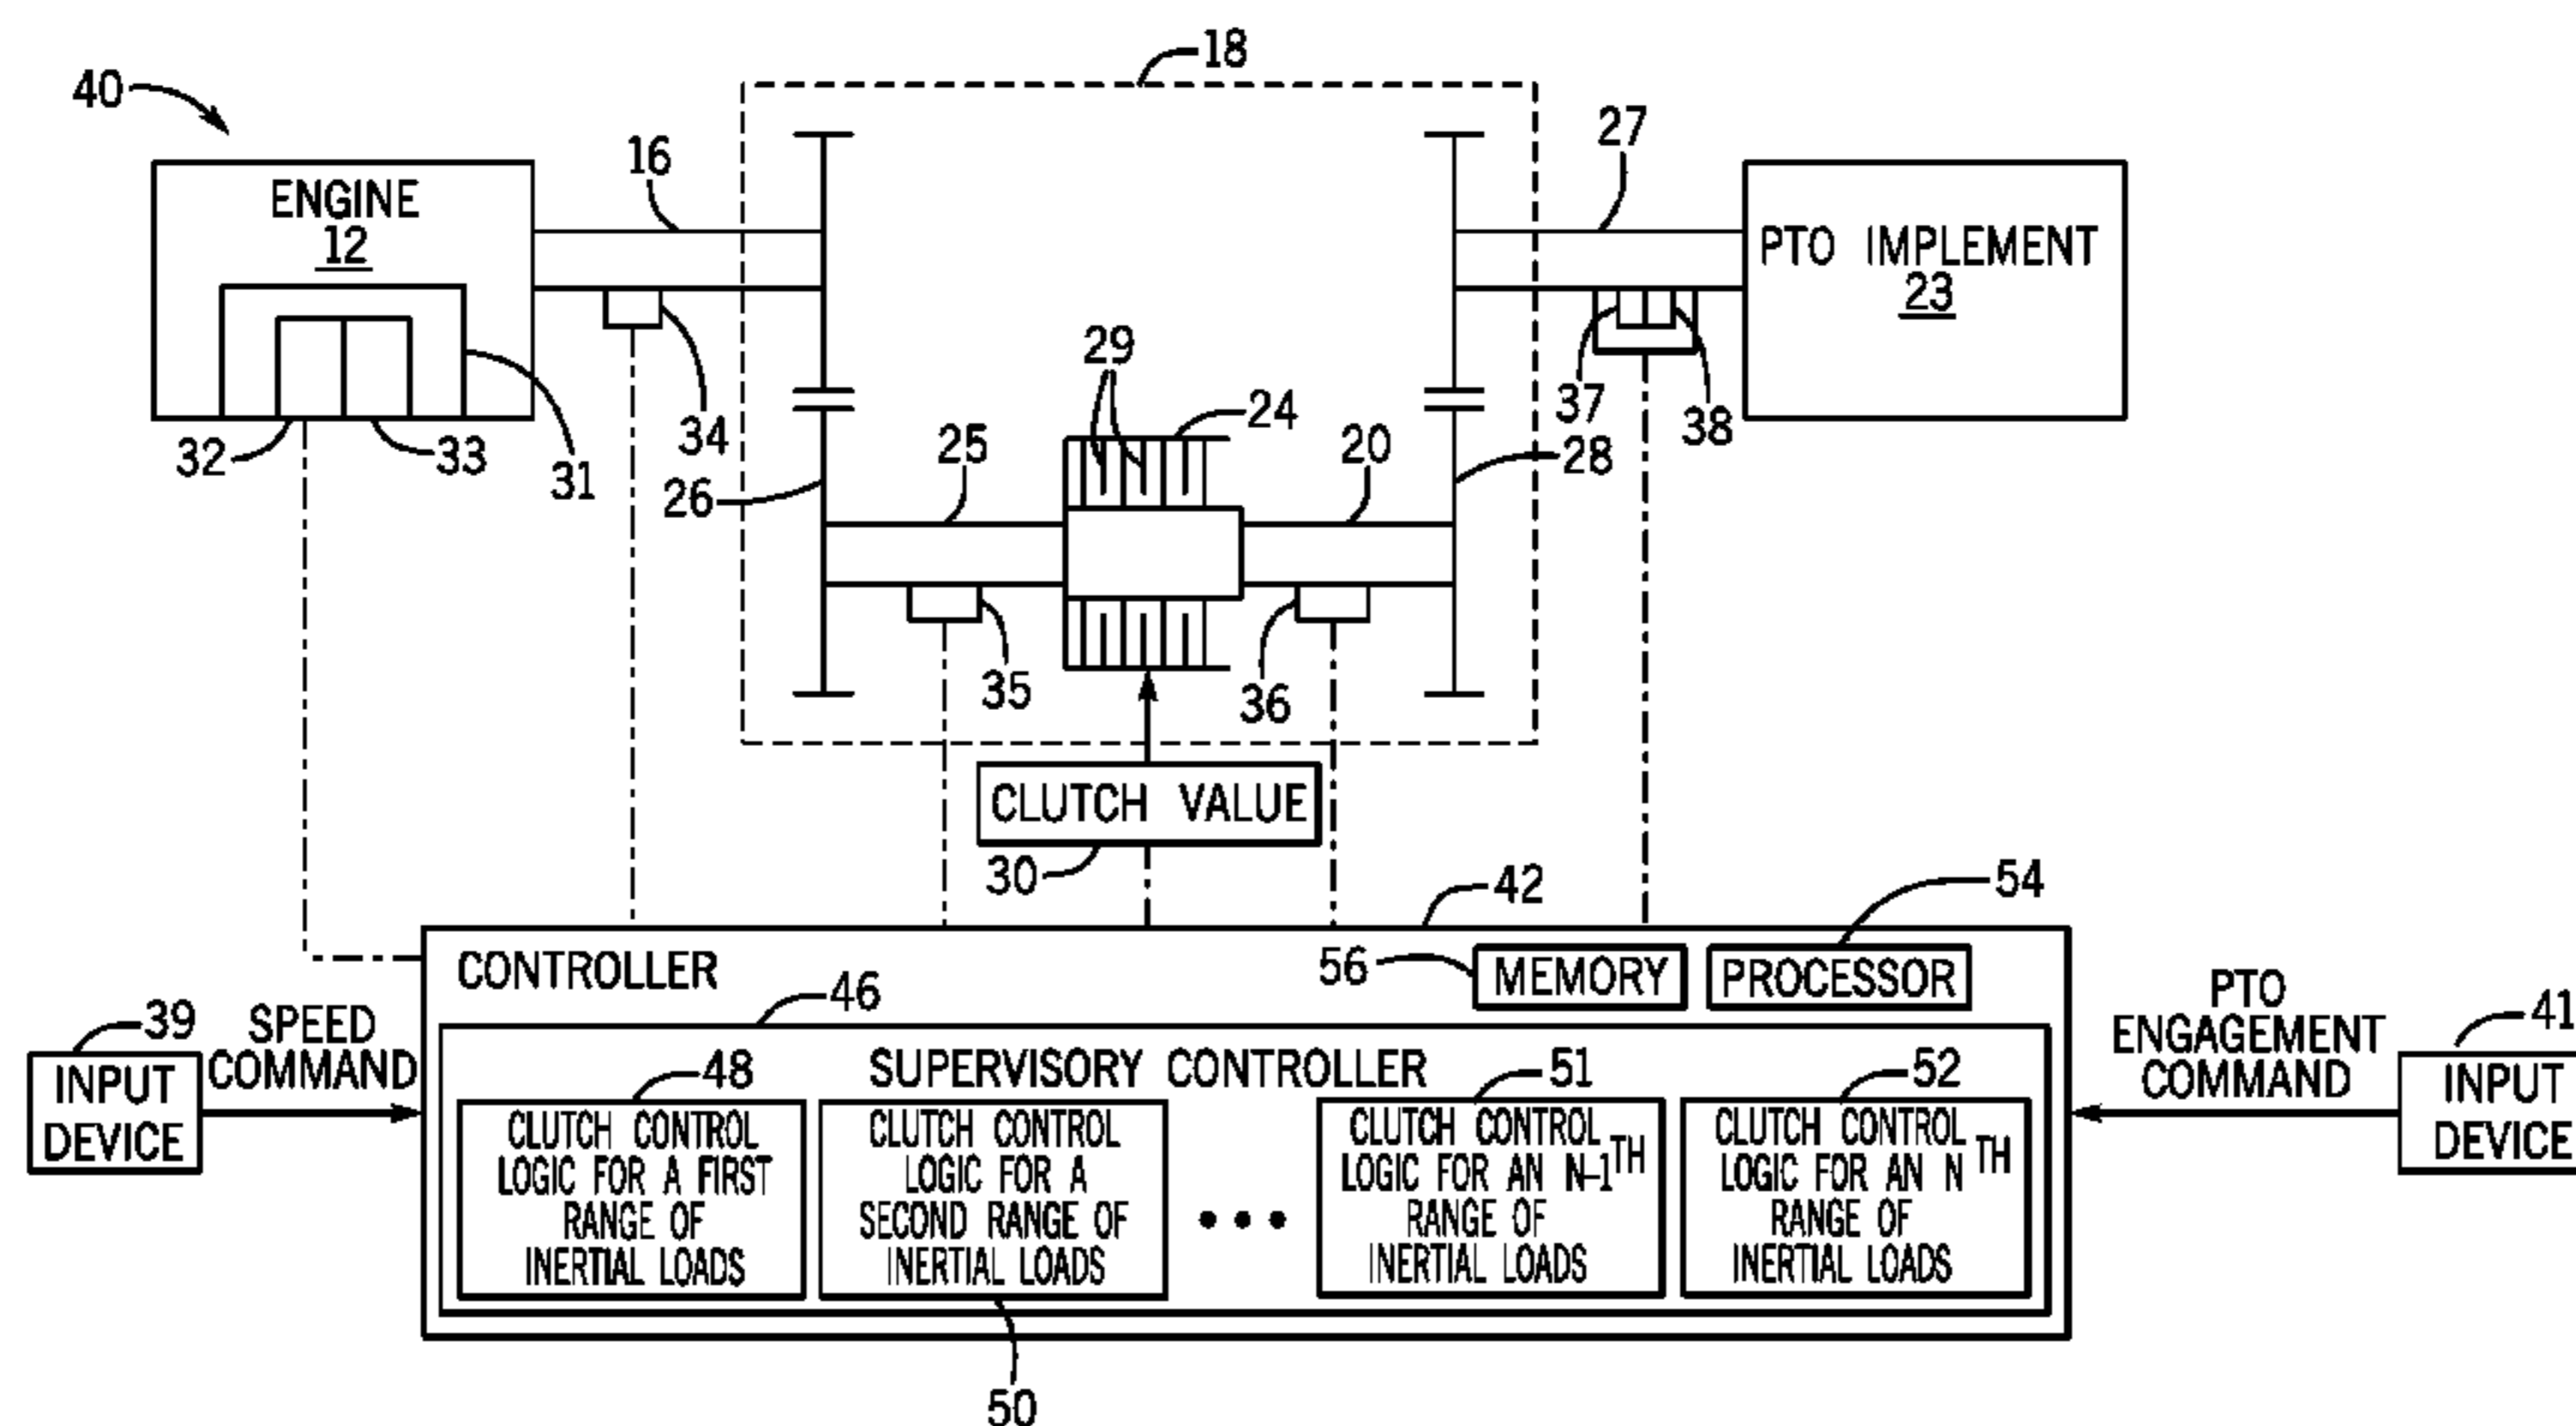 18
40
27
16
ENGINE
12
PTO IMPLEMENT
23
29
34
37
38
24
32
33
31
25
20
28
26
35
36
CLUTCH VALUE
30
42
54
CONTROLLER
56
MEMORY
PROCESSOR
39
SPEED
COMMAND
INPUT
DEVICE
46
SUPERVISORY CONTROLLER
48
CLUTCH CONTROL
LOGIC FOR A FIRST
RANGE OF
INERTIAL LOADS
CLUTCH CONTROL
LOGIC FOR A
SECOND RANGE OF
INERTIAL LOADS
50
• • •
51
CLUTCH CONTROL
LOGIC FOR AN N-1TH
RANGE OF
INERTIAL LOADS
52
CLUTCH CONTROL
LOGIC FOR AN N TH
RANGE OF
INERTIAL LOADS
PTO
ENGAGEMENT
COMMAND
41
INPUT
DEVICE